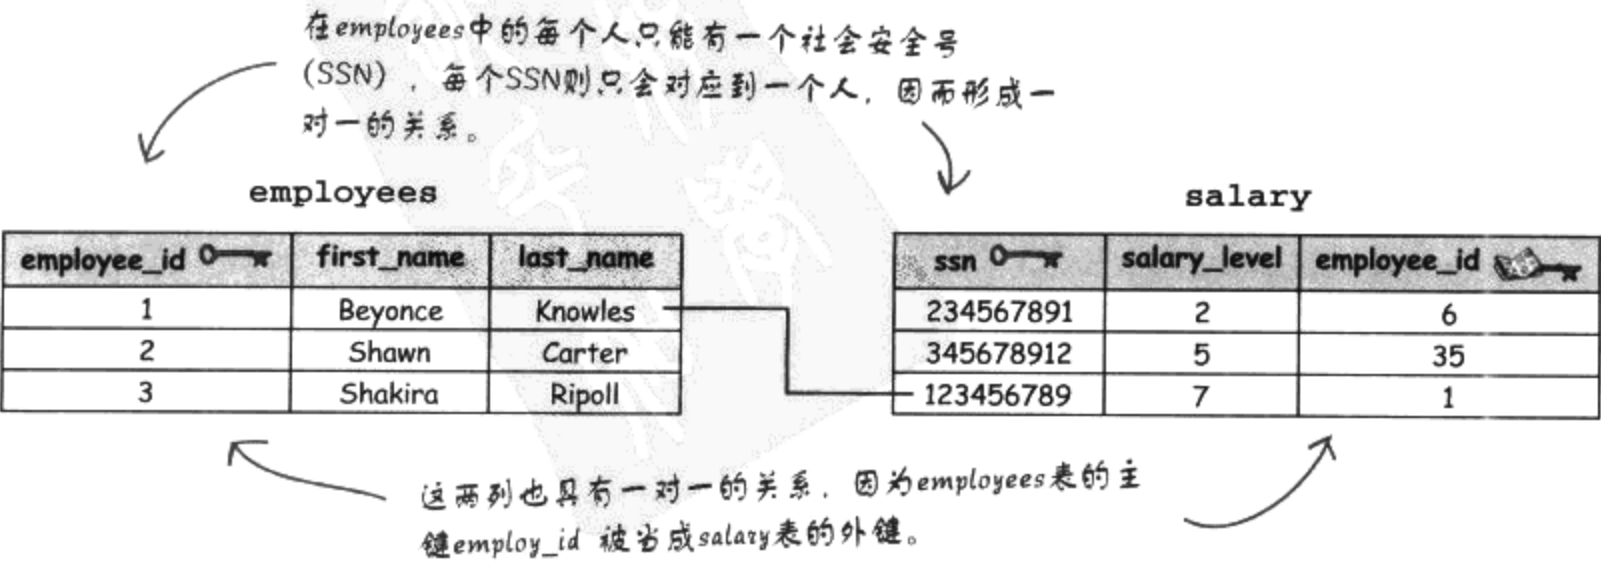 在employees中的每个人只能有一个社会安全号
(SSN)，每个SSN则只会对应到一个人，因而形成一
对一的关系。
employees
employee_id first_name last_name
1 Beyonce Knowles
2 Shawn Carter
3 Shakira Ripoll
salary
ssn salary_level employee_id
234567891 2 6
345678912 5 35
123456789 7 1
这两列也具有一对一的关系，因为employees表的主
键employ_id 被当成salary表的外键。